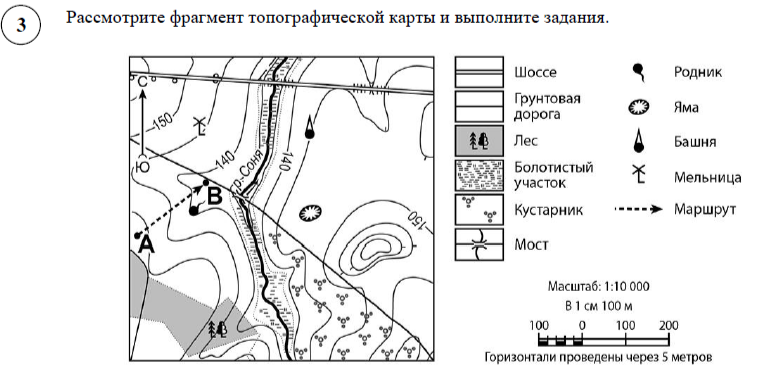 3
Рассмотрите фрагмент топографической карты и выполните задания.
С
150
Ю
140
р.Соня
140
150
А
В
Шоссе
Грунтовая
дорога
Лес
Болотистый
участок
Кустарник
Мост
Родник
Яма
Башня
Мельница
Маршрут
Масштаб: 1:10 000
В 1 см 100 м
100 0 100 200
Горизонтали проведены через 5 метров